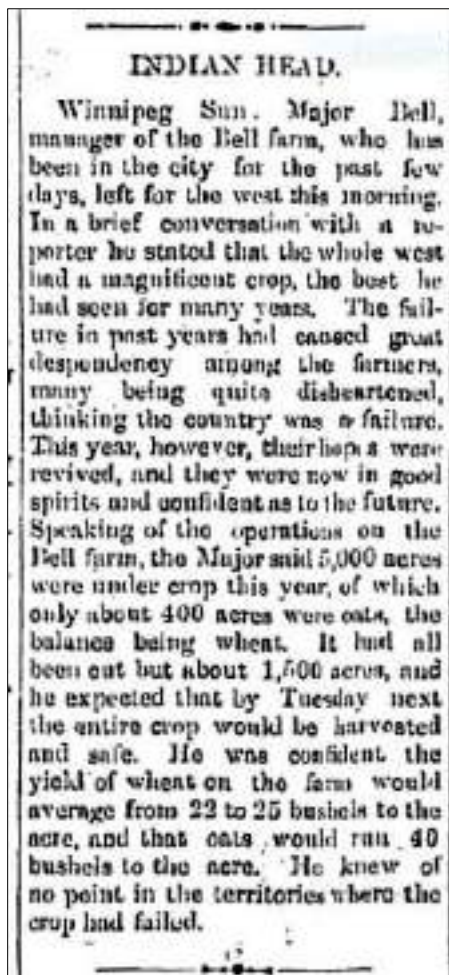 INDIAN HEAD.
Winnipeg Sun. Major Bell,
manager of the Bell farm, who has
been in the city for the past few
days, left for the west this morning.
In a brief conversation with a re-
porter he stated that the whole west
had a magnificent crop, the best he
had seen for many years. The fail-
ure in past years had caused great
despondency among the farmers,
many being quite disheartened,
thinking the country was a failure.
This year, however, their hopes were
revived, and they were now in good
spirits and confident as to the future.
Speaking of the operations on the
Bell farm, the Major said 5,000 acres
were under crop this year, of which
only about 400 acres were oats, the
balance being wheat. It had all
been cut but about 1,500 acres, and
he expected that by Tuesday next
the entire crop would be harvested
and safe. He was confident the
yield of wheat on the farm would
average from 22 to 25 bushels to the
acre, and that oats would run 40
bushels to the acre. He knew of
no point in the territories where the
crop had failed.